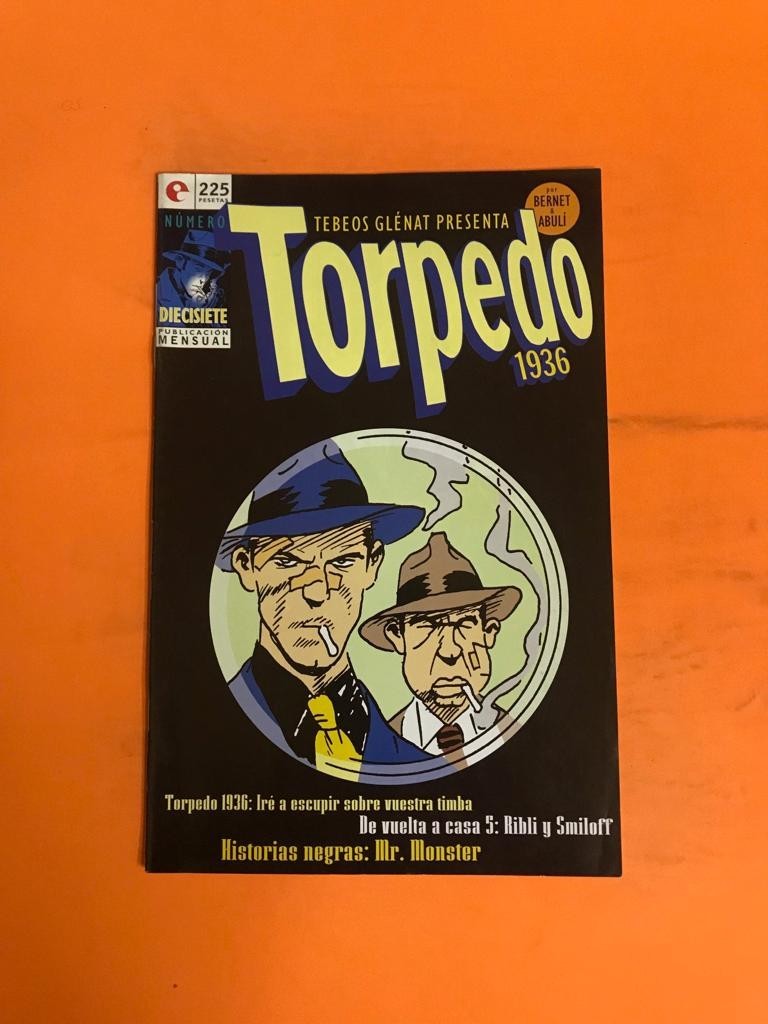 e
225
PESETAS
NÚMERO
DIECISIETE
PUBLICACIÓN
MENSUAL
TEBEOS GLÉNAT PRESENTA
por
BERNET
&
ABULÍ
Torpedo
1936
Torpedo 1936: Iré a escupir sobre vuestra timba
De vuelta a casa 5: Ribli y Smiloff
Historias negras: Mr. Monster